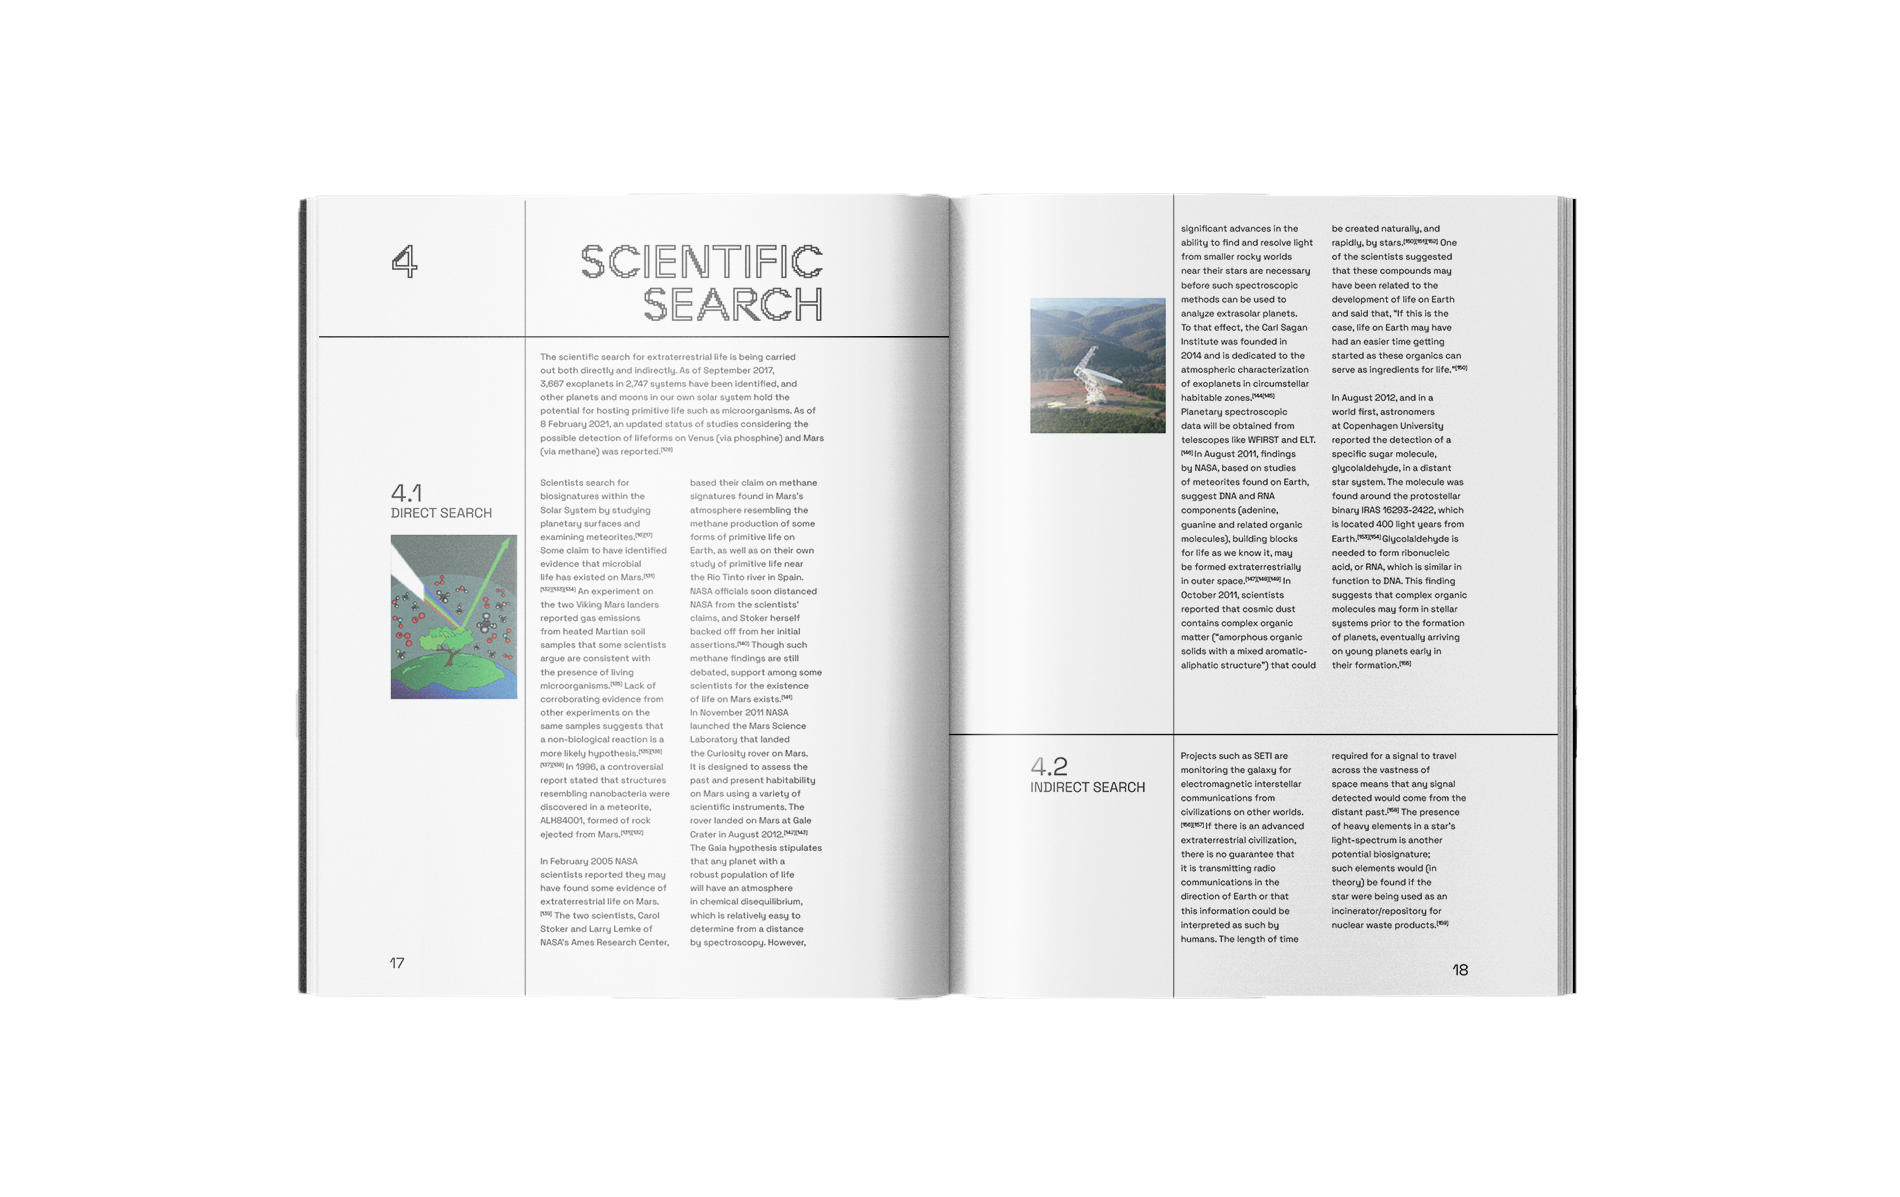 4
SCIENTIFIC
SEARCH
The scientific search for extraterrestrial life is being carried
out both directly and indirectly. As of September 2017,
3,667 exoplanets in 2,747 systems have been identified, and
other planets and moons in our own solar system hold the
potential for hosting primitive life such as microorganisms. As of
8 February 2021, an updated status of studies considering the
possible detection of lifeforms on Venus (via phosphine) and Mars
(via methane) was reported.[128]
4.1
DIRECT SEARCH
Scientists search for
biosignatures within the
Solar System by studying
planetary surfaces and
examining meteorites.[16][17]
Some claim to have identified
evidence that microbial
life has existed on Mars.[131]
[132][133][134] An experiment on
the two Viking Mars landers
reported gas emissions
from heated Martian soil
samples that some scientists
argue are consistent with
the presence of living
microorganisms.[135] Lack of
corroborating evidence from
other experiments on the
same samples suggests that
a non-biological reaction is a
more likely hypothesis.[135][136]
[137][138] In 1996, a controversial
report stated that structures
resembling nanobacteria were
discovered in a meteorite,
ALH84001, formed of rock
ejected from Mars.[131][132]
In February 2005 NASA
scientists reported they may
have found some evidence of
extraterrestrial life on Mars.
[139] The two scientists, Carol
Stoker and Larry Lemke of
NASA's Ames Research Center,
based their claim on methane
signatures found in Mars's
atmosphere resembling the
methane production of some
forms of primitive life on
Earth, as well as on their own
study of primitive life near
the Rio Tinto river in Spain.
NASA officials soon distanced
NASA from the scientists'
claims, and Stoker herself
backed off from her initial
assertions.[140] Though such
methane findings are still
debated, support among some
scientists for the existence
of life on Mars exists.[141]
In November 2011 NASA
launched the Mars Science
Laboratory that landed
the Curiosity rover on Mars.
It is designed to assess the
past and present habitability
on Mars using a variety of
scientific instruments. The
rover landed on Mars at Gale
Crater in August 2012.[142][143]
The Gaia hypothesis stipulates
that any planet with a
robust population of life
will have an atmosphere
in chemical disequilibrium,
which is relatively easy to
determine from a distance
by spectroscopy. However,
17
significant advances in the
ability to find and resolve light
from smaller rocky worlds
near their stars are necessary
before such spectroscopic
methods can be used to
analyze extrasolar planets.
To that effect, the Carl Sagan
Institute was founded in
2014 and is dedicated to the
atmospheric characterization
of exoplanets in circumstellar
habitable zones.[144][145]
Planetary spectroscopic
data will be obtained from
telescopes like WFIRST and ELT.
[146] In August 2011, findings
by NASA, based on studies
of meteorites found on Earth,
suggest DNA and RNA
components (adenine,
guanine and related organic
molecules), building blocks
for life as we know it, may
be formed extraterrestrially
in outer space.[147][148][149] In
October 2011, scientists
reported that cosmic dust
contains complex organic
matter ("amorphous organic
solids with a mixed aromatic-
aliphatic structure") that could
be created naturally, and
rapidly, by stars.[150][151][152] One
of the scientists suggested
that these compounds may
have been related to the
development of life on Earth
and said that, "If this is the
case, life on Earth may have
had an easier time getting
started as these organics can
serve as ingredients for life."[150]
In August 2012, and in a
world first, astronomers
at Copenhagen University
reported the detection of a
specific sugar molecule,
glycolaldehyde, in a distant
star system. The molecule was
found around the protostellar
binary IRAS 16293-2422, which
is located 400 light years from
Earth.[153][154] Glycolaldehyde is
needed to form ribonucleic
acid, or RNA, which is similar in
function to DNA. This finding
suggests that complex organic
molecules may form in stellar
systems prior to the formation
of planets, eventually arriving
on young planets early in
their formation.[155]
4.2
INDIRECT SEARCH
Projects such as SETI are
monitoring the galaxy for
electromagnetic interstellar
communications from
civilizations on other worlds.
[156][157] If there is an advanced
extraterrestrial civilization,
there is no guarantee that
it is transmitting radio
communications in the
direction of Earth or that
this information could be
interpreted as such by
humans. The length of time
required for a signal to travel
across the vastness of
space means that any signal
detected would come from the
distant past.[158] The presence
of heavy elements in a star's
light-spectrum is another
potential biosignature;
such elements would (in
theory) be found if the
star were being used as an
incinerator/repository for
nuclear waste products.[159]
18